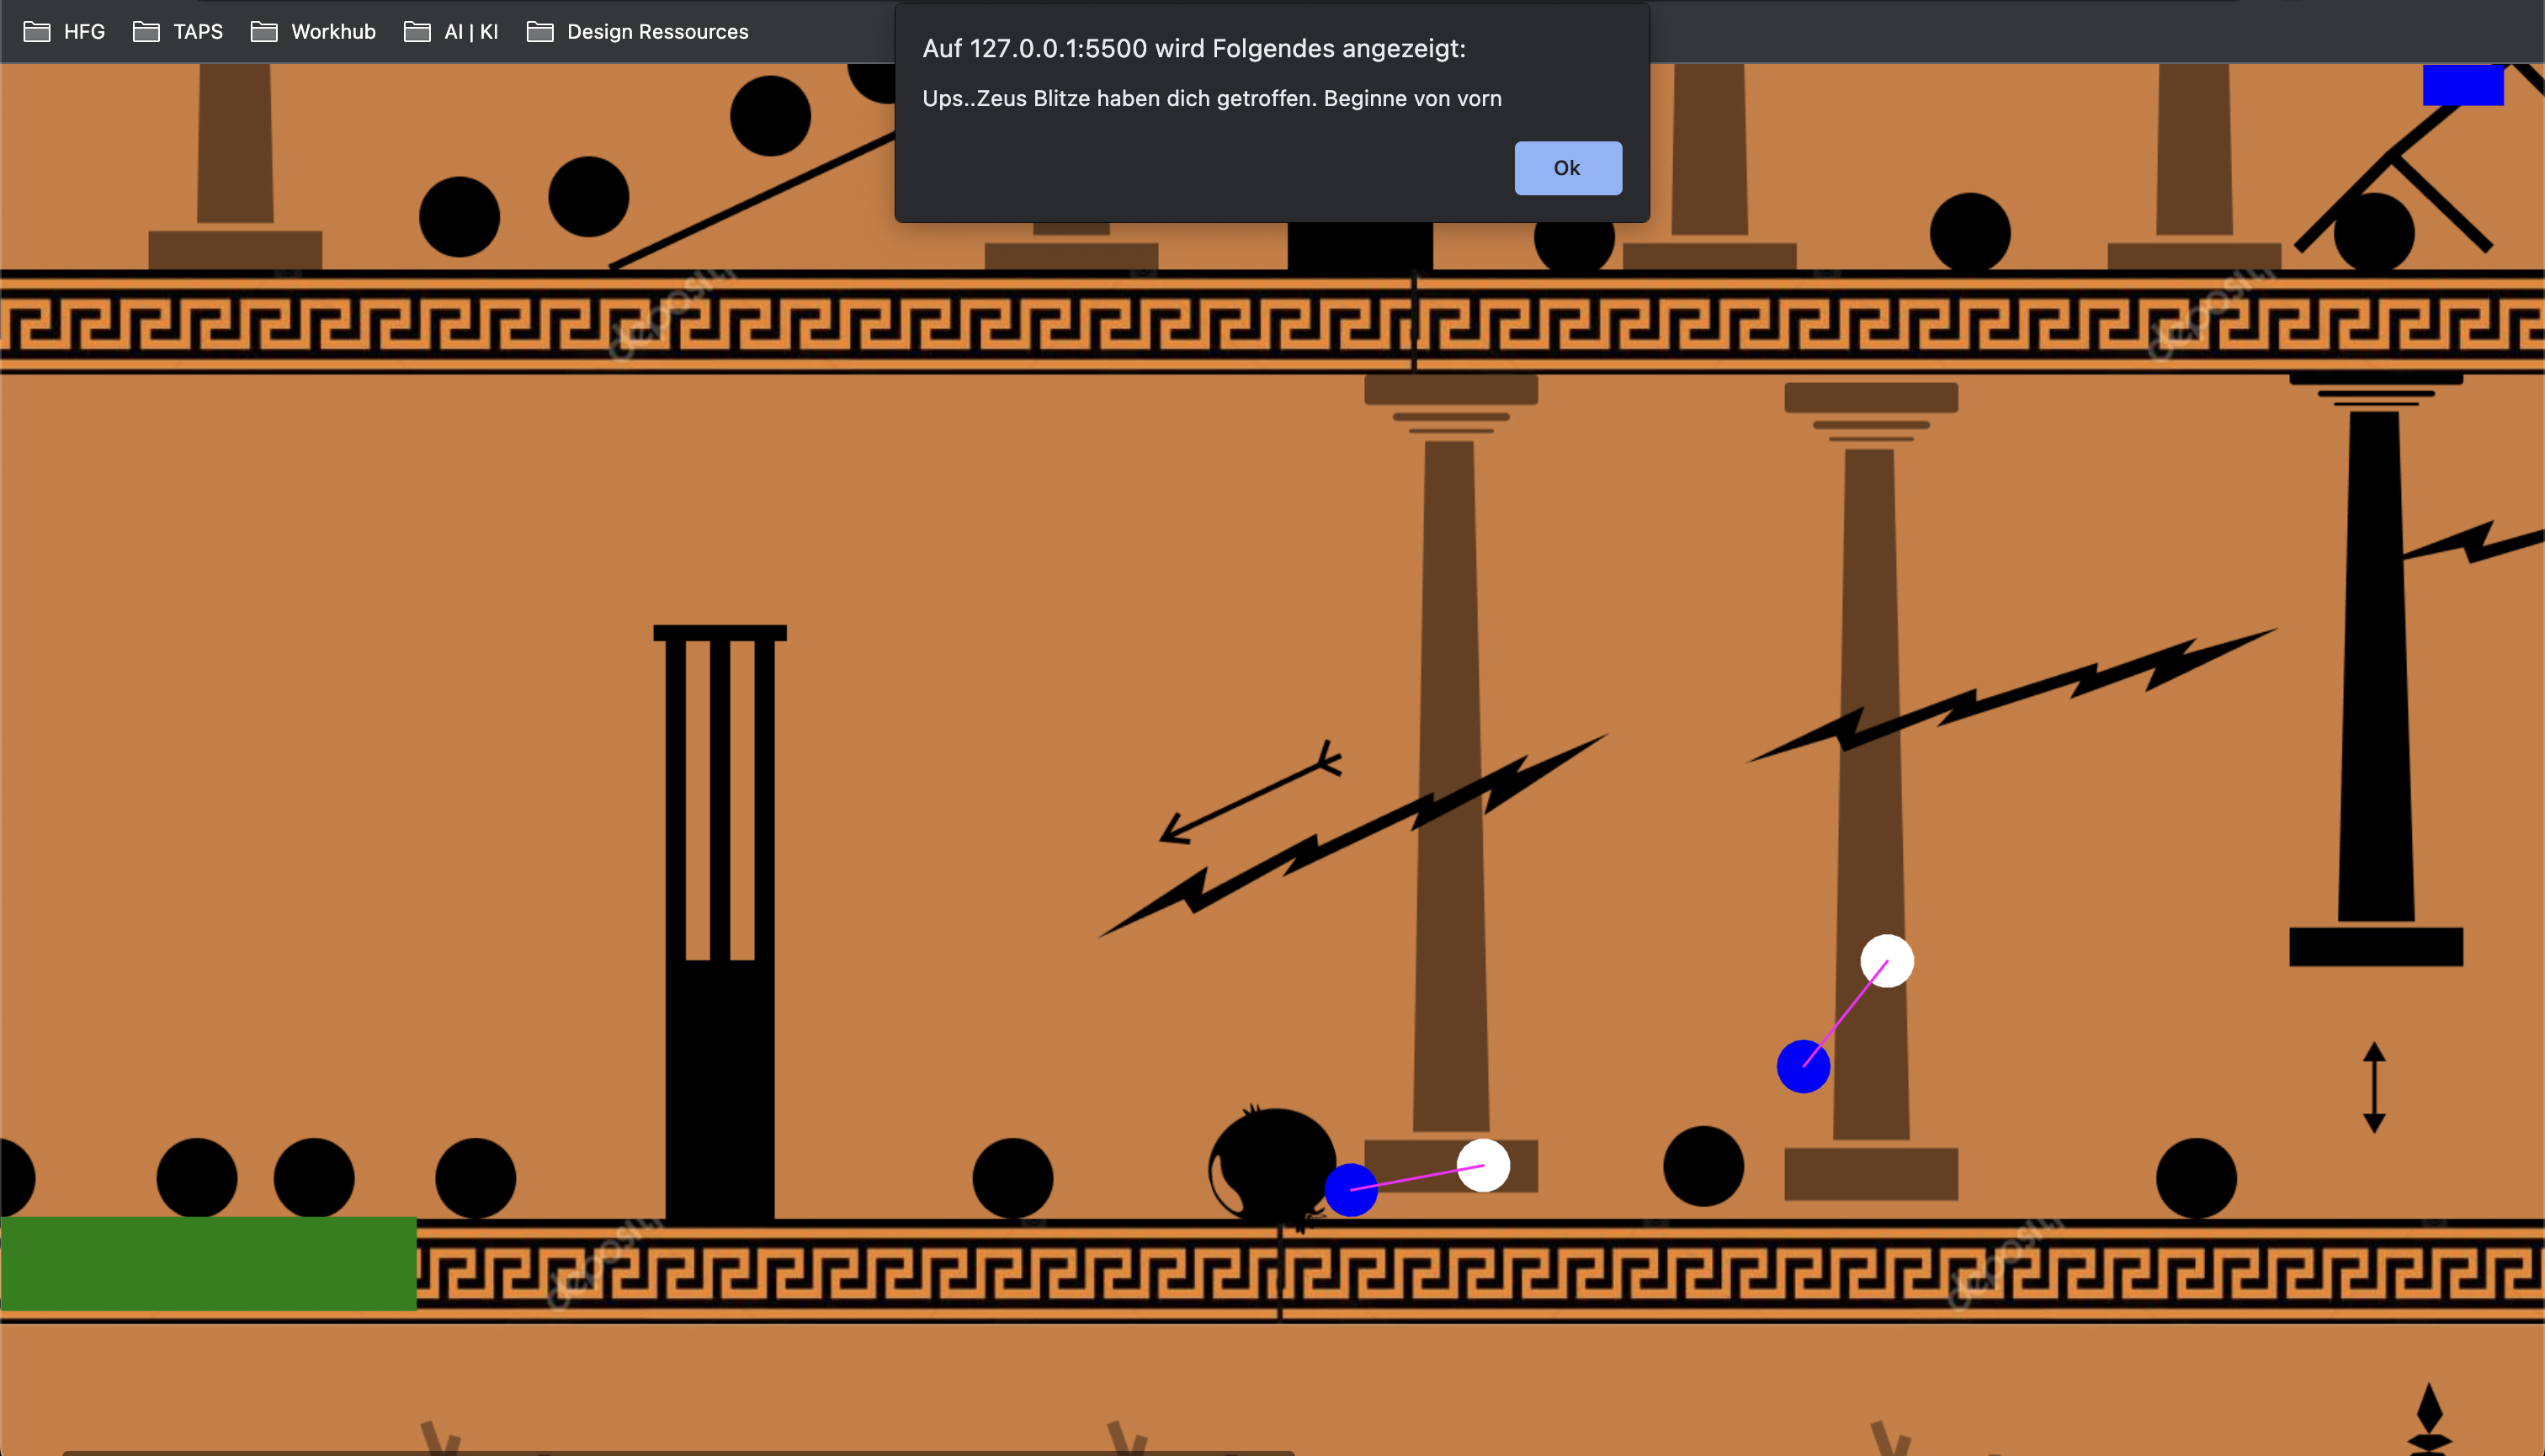 HFG
TAPS
Workhub
AI | KI
Design Ressources
Auf 127.0.0.1:5500 wird Folgendes angezeigt:
Ups..Zeus Blitze haben dich getroffen. Beginne von vorn
Ok